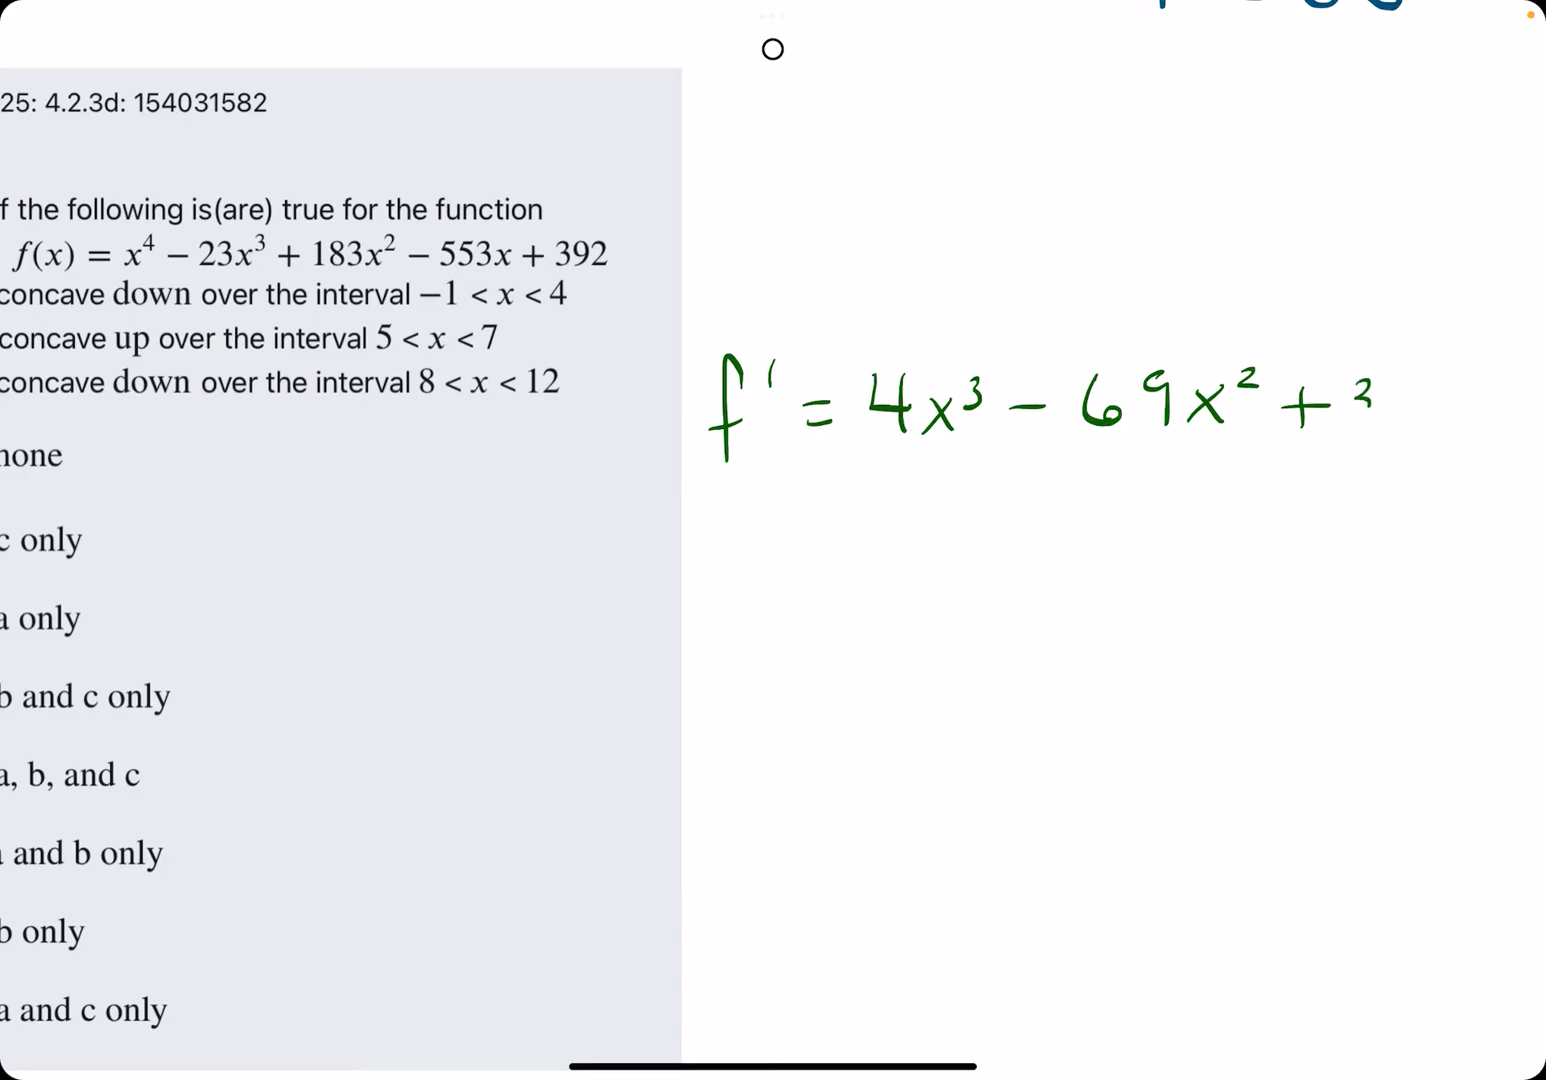 25: 4.2.3d: 154031582
f the following is(are) true for the function
f(x) = x⁴ − 23x³ + 183x² − 553x + 392
concave down over the interval −1 < x < 4
concave up over the interval 5 < x < 7
concave down over the interval 8 < x < 12
f' = 4x³ − 69x² + 3
none
c only
a only
b and c only
a, b, and c
and b only
b only
a and c only